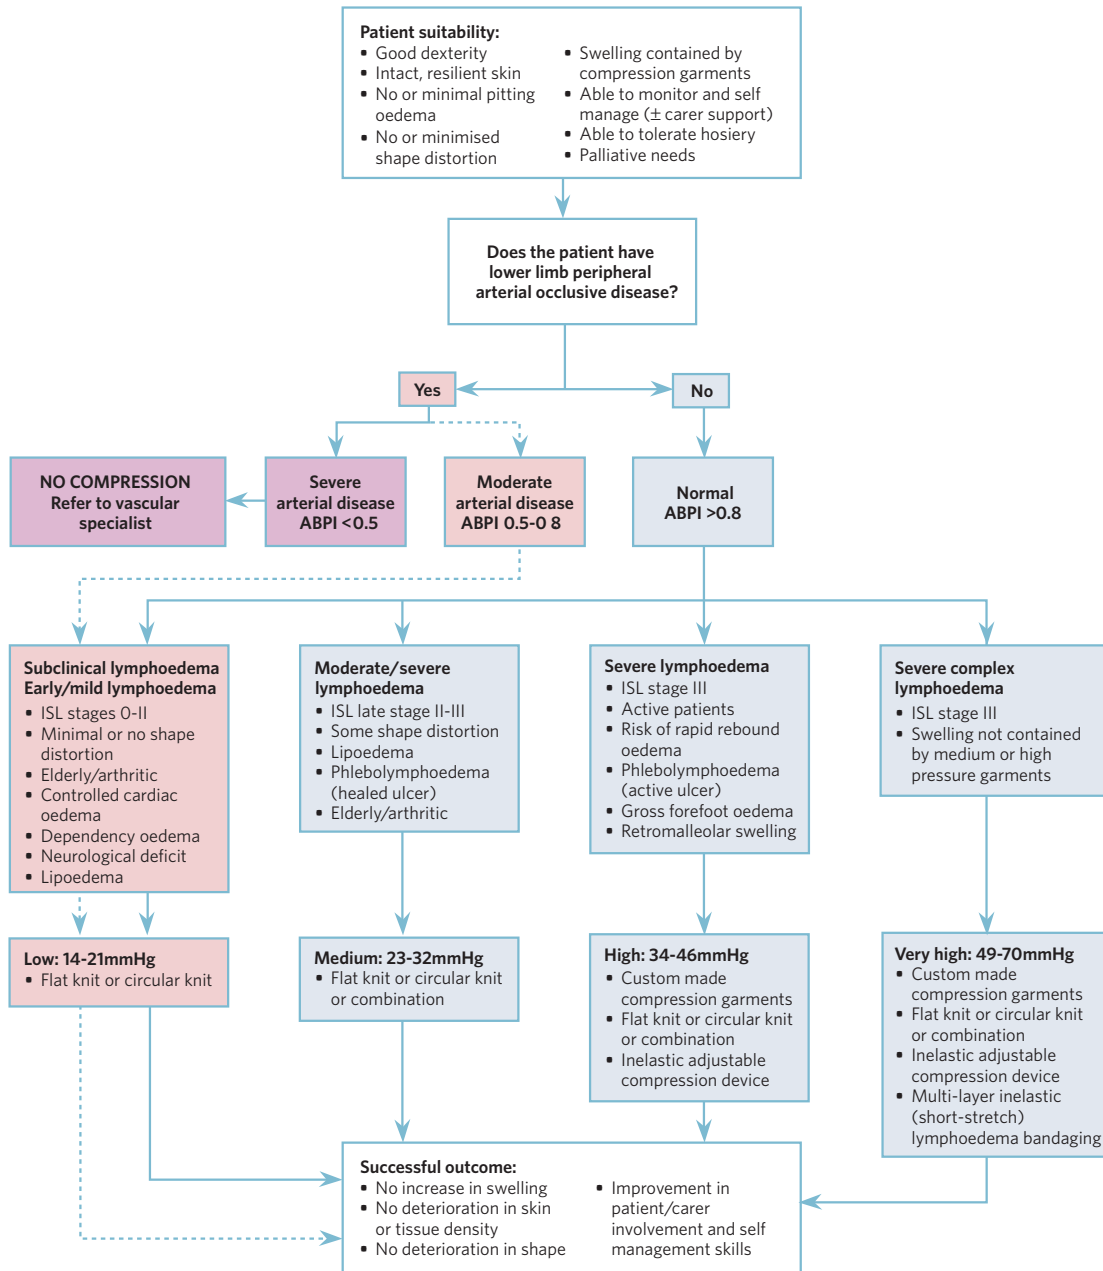 Patient suitability:
▪ Good dexterity
▪ Intact, resilient skin
▪ No or minimal pitting
oedema
▪ No or minimised
shape distortion
▪ Swelling contained by
compression garments
▪ Able to monitor and self
manage (± carer support)
▪ Able to tolerate hosiery
▪ Palliative needs
Does the patient have
lower limb peripheral
arterial occlusive disease?
Yes
No
NO COMPRESSION
Refer to vascular
specialist
Severe
arterial disease
ABPI <0.5
Moderate
arterial disease
ABPI 0.5-0 8
Normal
ABPI >0.8
Subclinical lymphoedema
Early/mild lymphoedema
▪ ISL stages 0-II
▪ Minimal or no shape
distortion
▪ Elderly/arthritic
▪ Controlled cardiac
oedema
▪ Dependency oedema
▪ Neurological deficit
▪ Lipoedema
Moderate/severe
lymphoedema
▪ ISL late stage II-III
▪ Some shape distortion
▪ Lipoedema
▪ Phlebolymphoedema
(healed ulcer)
▪ Elderly/arthritic
Severe lymphoedema
▪ ISL stage III
▪ Active patients
▪ Risk of rapid rebound
oedema
▪ Phlebolymphoedema
(active ulcer)
▪ Gross forefoot oedema
▪ Retromalleolar swelling
Severe complex
lymphoedema
▪ ISL stage III
▪ Swelling not contained
by medium or high
pressure garments
Low: 14-21mmHg
▪ Flat knit or circular knit
Medium: 23-32mmHg
▪ Flat knit or circular knit
or combination
High: 34-46mmHg
▪ Custom made
compression garments
▪ Flat knit or circular knit
or combination
▪ Inelastic adjustable
compression device
Very high: 49-70mmHg
▪ Custom made
compression garments
▪ Flat knit or circular knit
or combination
▪ Inelastic adjustable
compression device
▪ Multi-layer inelastic
(short-stretch)
lymphoedema bandaging
Successful outcome:
▪ No increase in swelling
▪ No deterioration in skin
or tissue density
▪ No deterioration in shape
▪ Improvement in
patient/carer
involvement and self
management skills